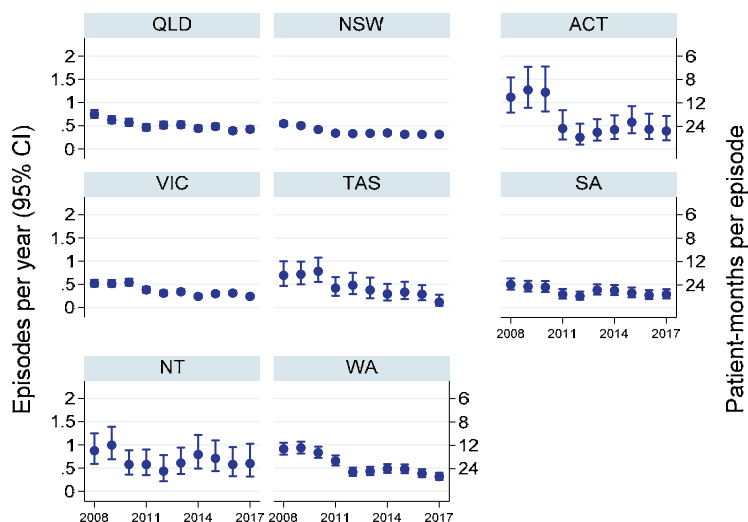 QLD NSW ACT
2 6
1.5 8
1 12
.5 24
0
VIC TAS SA
2 6
1.5 8
1 12
.5 24
0
2008 2011 2014 2017
NT WA
2 6
1.5 8
1 12
.5 24
0
2008 2011 2014 2017 2008 2011 2014 2017
Episodes per year (95% CI)
Patient-months per episode